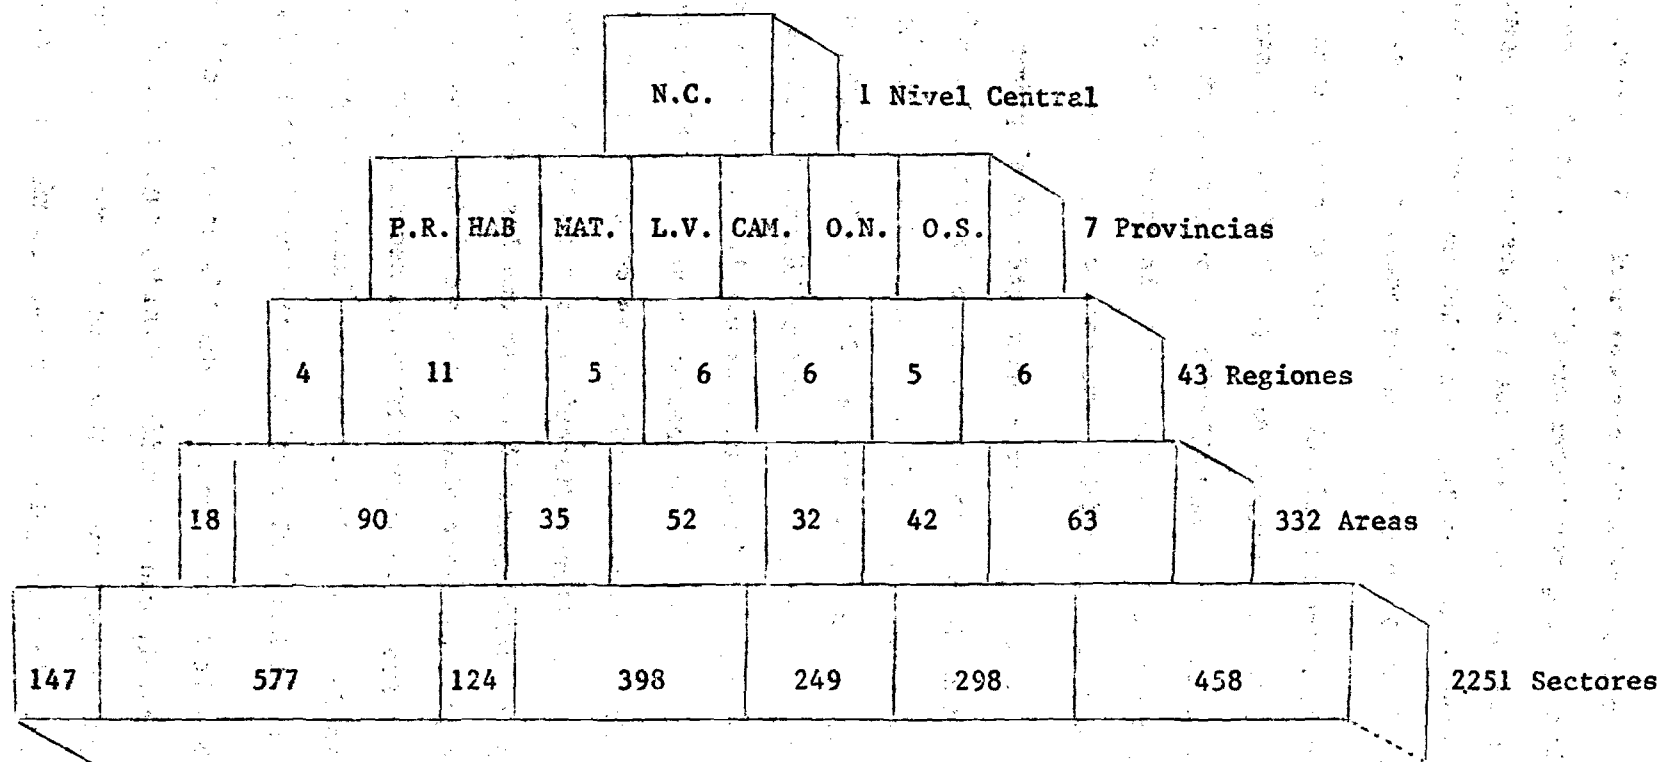 N.C. 1 Nivel Central
P.R. HAB MAT. L.V. CAM. O.N. O.S. 7 Provincias
4 11 5 6 6 5 6 43 Regiones
18 90 35 52 32 42 63 332 Areas
147 577 124 398 249 298 458 2251 Sectores